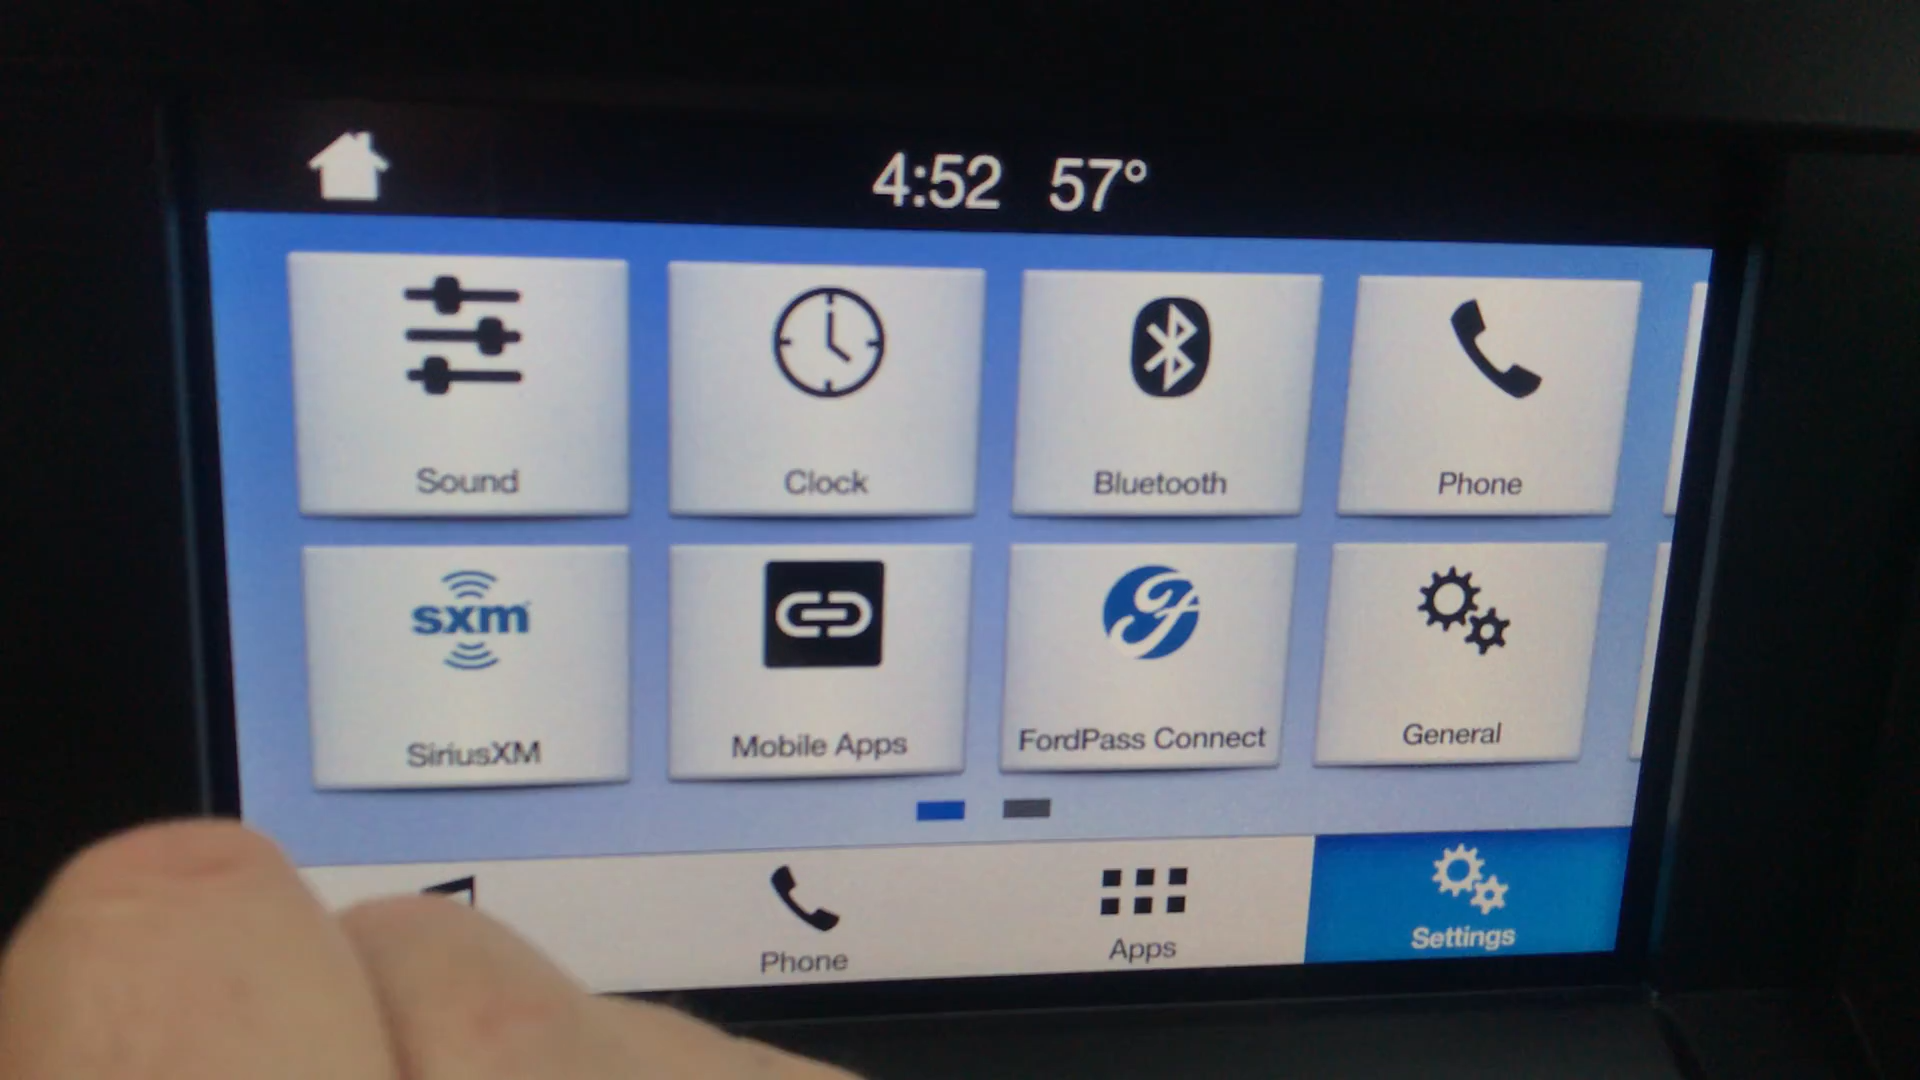 4:52 57°
Sound
Clock
Bluetooth
Phone
sxm
SiriusXM
Mobile Apps
FordPass Connect
General
Phone
Apps
Settings